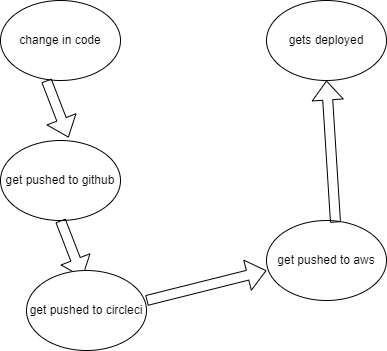 change in code
gets deployed
get pushed to github
get pushed to aws
get pushed to circleci